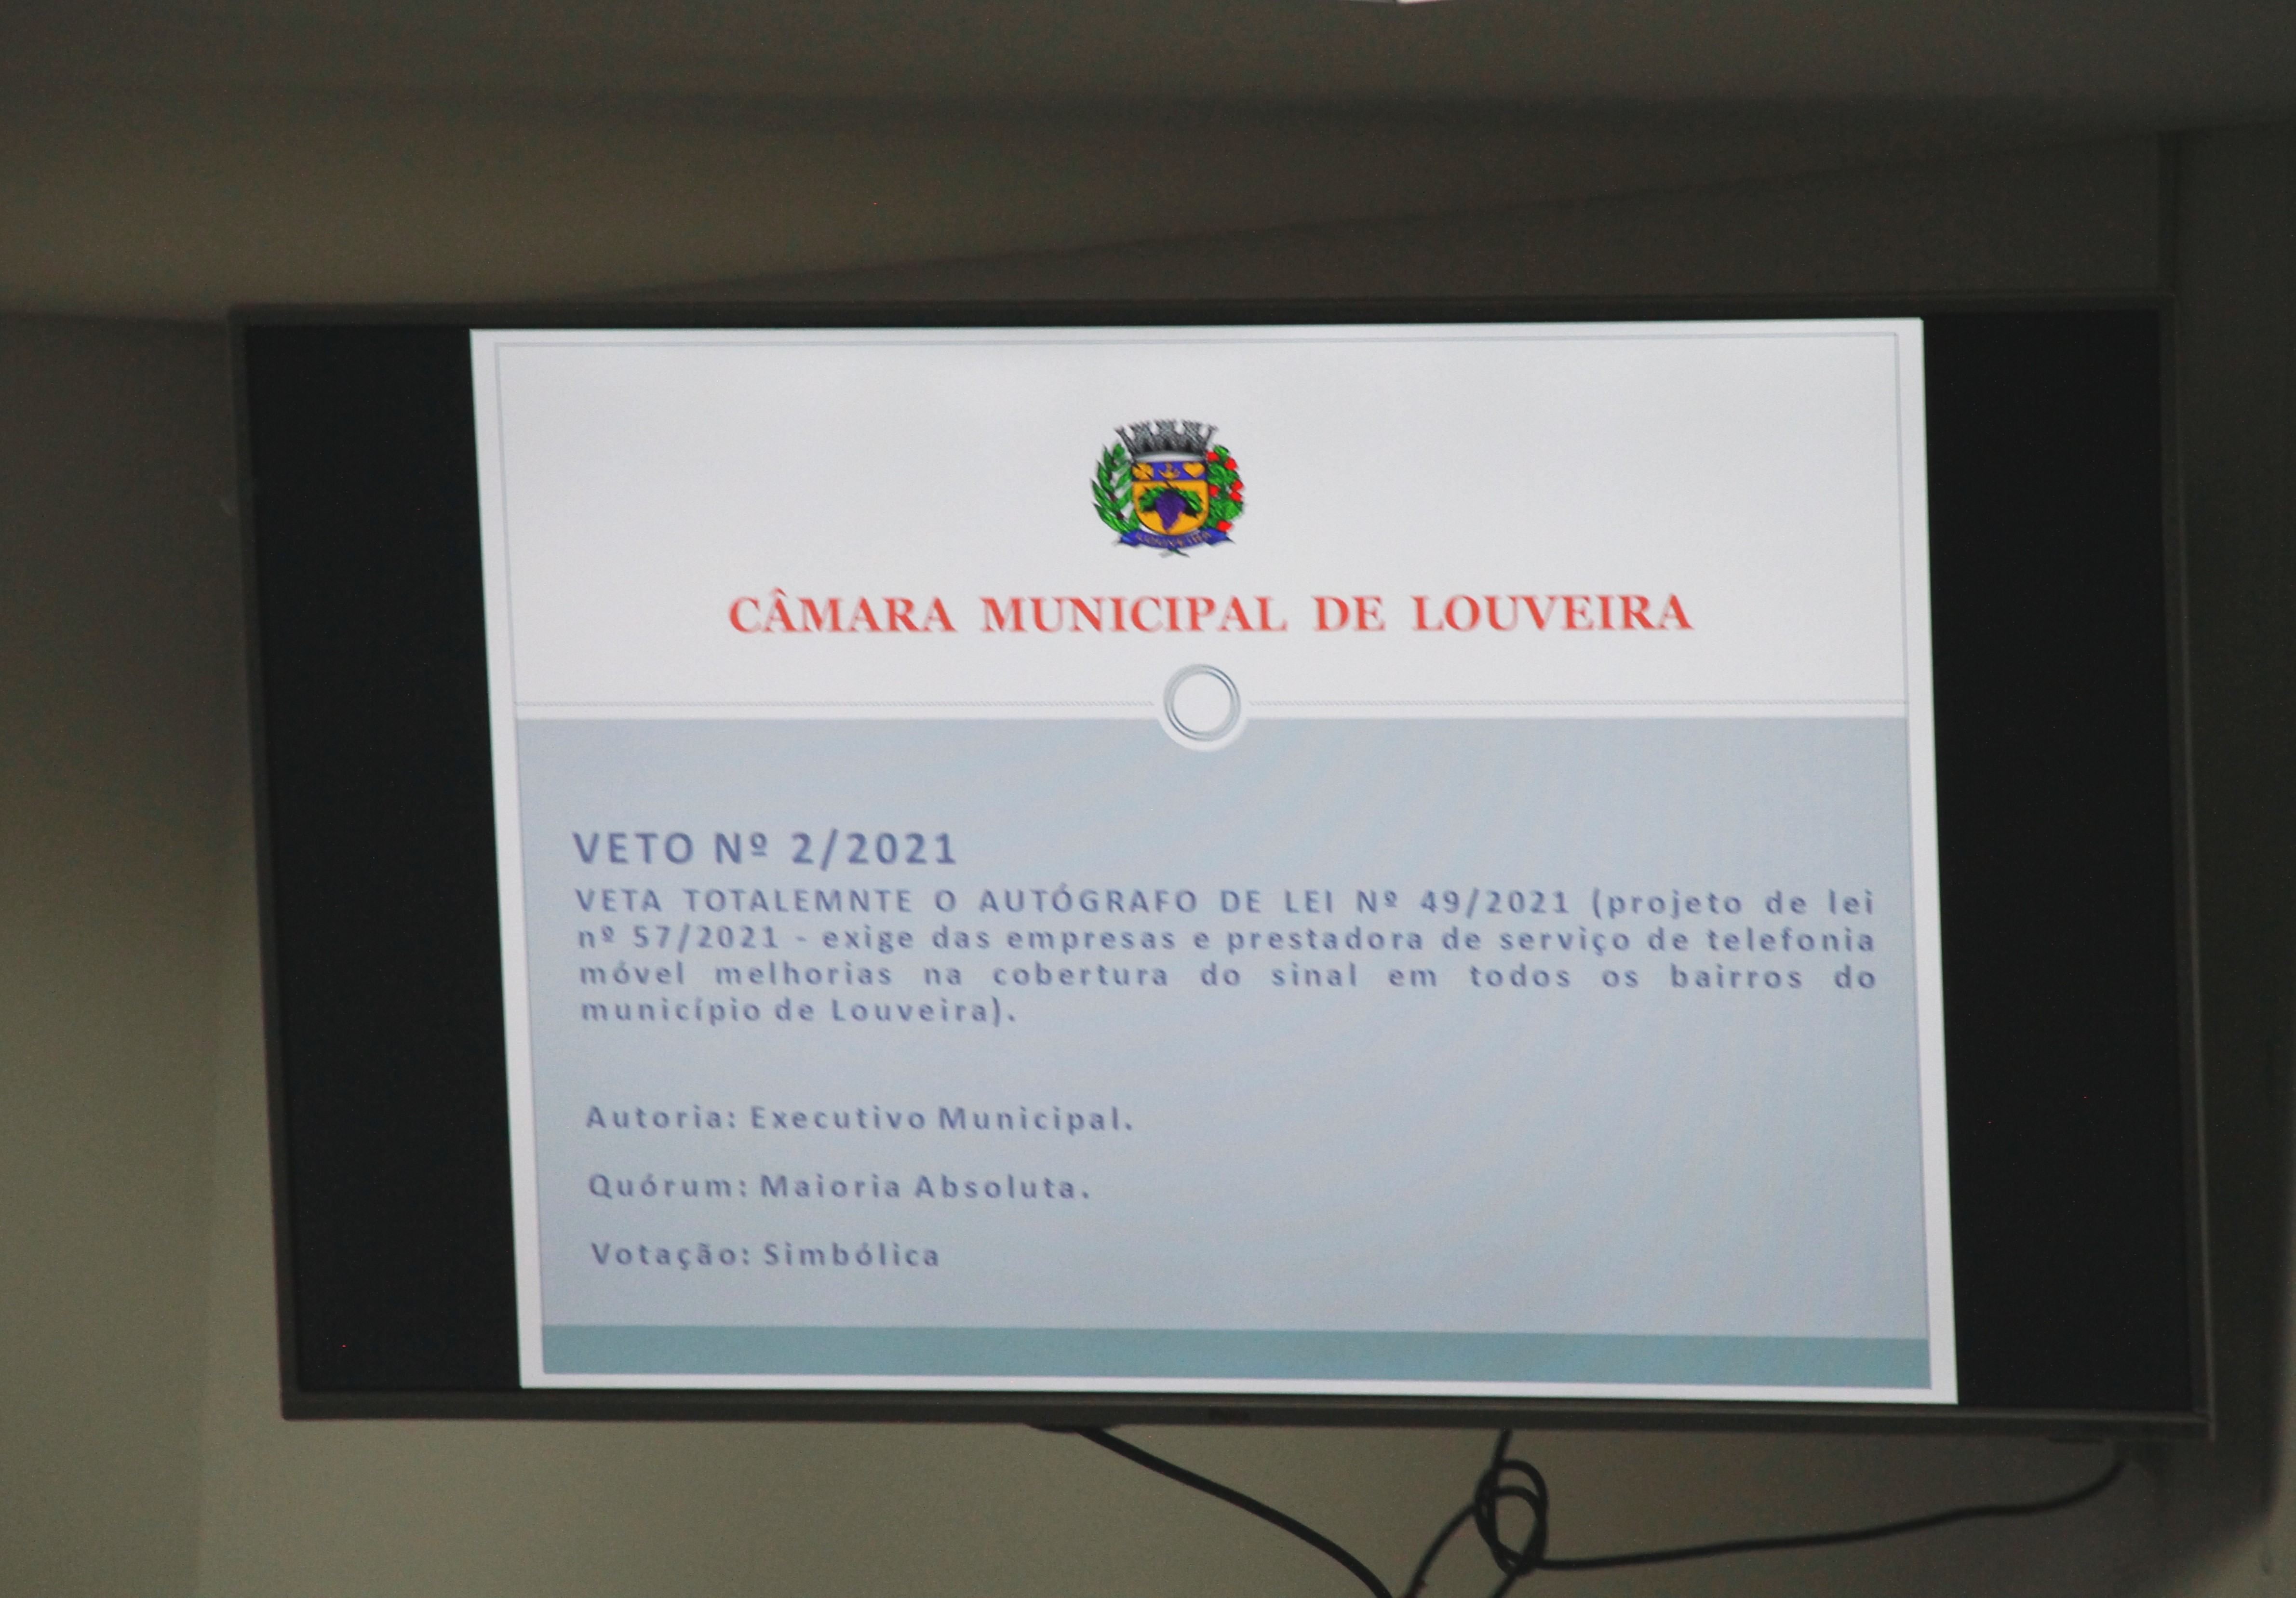 CÂMARA MUNICIPAL DE LOUVEIRA
VETO Nº 2/2021
VETA TOTALEMNTE O AUTÓGRAFO DE LEI Nº 49/2021 (projeto de lei
nº 57/2021 - exige das empresas e prestadora de serviço de telefonia
móvel melhorias na cobertura do sinal em todos os bairros do
município de Louveira).
Autoria: Executivo Municipal.
Quórum: Maioria Absoluta.
Votação: Simbólica